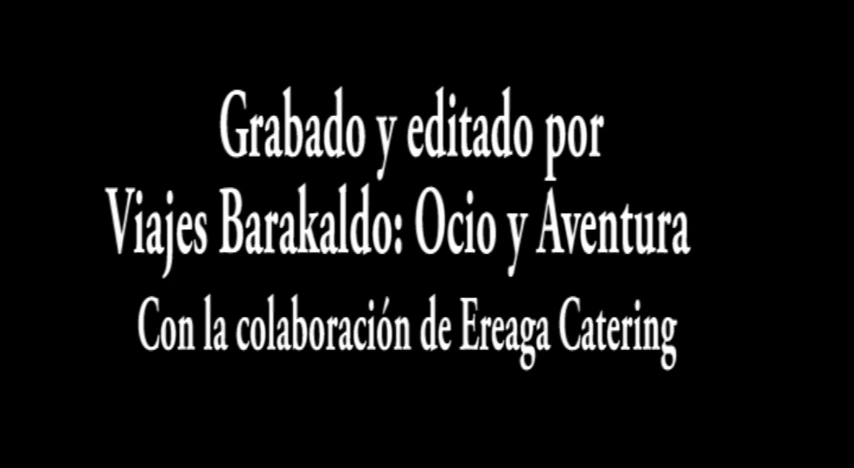 Grabado y editado por
Viajes Barakaldo: Ocio y Aventura
Con la colaboración de Ereaga Catering